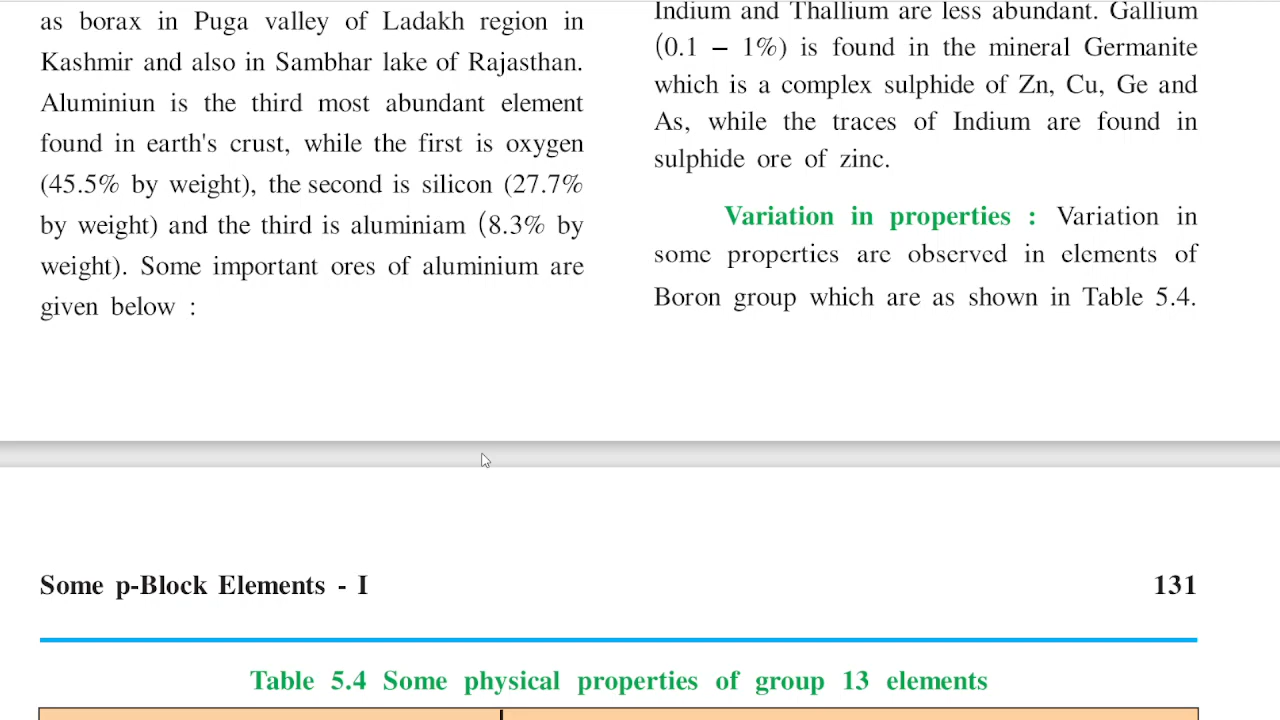 as borax in Puga valley of Ladakh region in
Kashmir and also in Sambhar lake of Rajasthan.
Aluminiun is the third most abundant element
found in earth's crust, while the first is oxygen
(45.5% by weight), the second is silicon (27.7%
by weight) and the third is aluminiam (8.3% by
weight). Some important ores of aluminium are
given below :
Indium and Thallium are less abundant. Gallium
(0.1 – 1%) is found in the mineral Germanite
which is a complex sulphide of Zn, Cu, Ge and
As, while the traces of Indium are found in
sulphide ore of zinc.
Variation in properties : Variation in
some properties are observed in elements of
Boron group which are as shown in Table 5.4.
Some p-Block Elements - I 131
Table 5.4 Some physical properties of group 13 elements